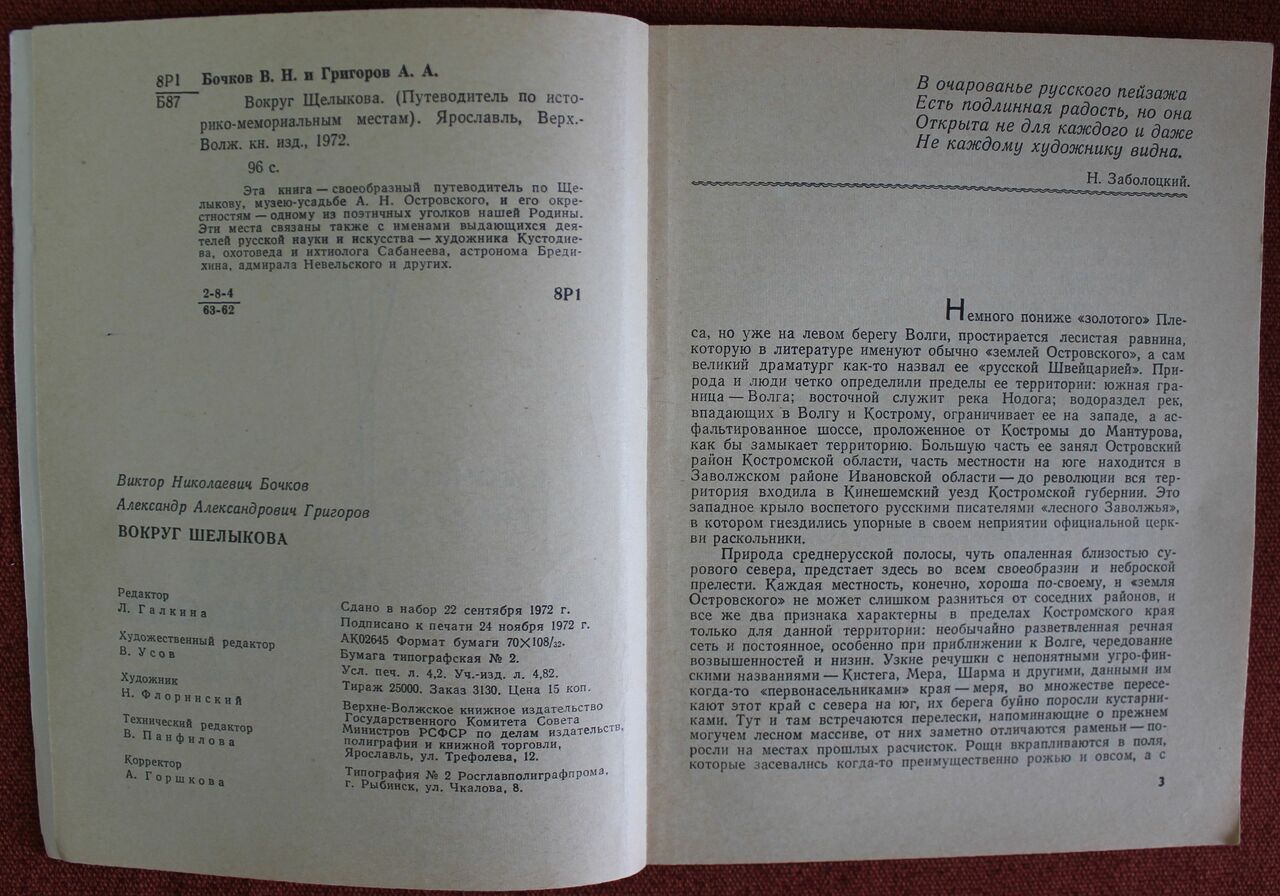 8Р1
Б87
Бочков В. Н. и Григоров А. А.
Вокруг Щелыкова. (Путеводитель по исто-
рико-мемориальным местам). Ярославль, Верх.-
Волж. кн. изд., 1972.
96 с.
Эта книга — своеобразный путеводитель по Ще-
лыкову, музею-усадьбе А. Н. Островского, и его окре-
стностям — одному из поэтичных уголков нашей Родины.
Эти места связаны также с именами выдающихся дея-
телей русской науки и искусства — художника Кустодие-
ва, охотоведа и ихтиолога Сабанеева, астронома Бреди-
хина, адмирала Невельского и других.
2-8-4
63-62
8Р1
Виктор Николаевич Бочков
Александр Александрович Григоров
ВОКРУГ ЩЕЛЫКОВА
Редактор
Л. Галкина
Художественный редактор
В. Усов
Художник
Н. Флоринский
Технический редактор
В. Панфилова
Корректор
А. Горшкова
Сдано в набор 22 сентября 1972 г.
Подписано к печати 24 ноября 1972 г.
АК02645 Формат бумаги 70×108/32.
Бумага типографская № 2.
Усл. печ. л. 4,2. Уч.-изд. л. 4,82.
Тираж 25000. Заказ 3130. Цена 15 коп.
Верхне-Волжское книжное издательство
Государственного Комитета Совета
Министров РСФСР по делам издательств,
полиграфии и книжной торговли,
Ярославль, ул. Трефолева, 12.
Типография № 2 Росглавполиграфпрома,
г. Рыбинск, ул. Чкалова, 8.
В очарованье русского пейзажа
Есть подлинная радость, но она
Открыта не для каждого и даже
Не каждому художнику видна.
Н. Заболоцкий.
Немного пониже «золотого» Пле-
са, но уже на левом берегу Волги, простирается лесистая равнина,
которую в литературе именуют обычно «землей Островского», а сам
великий драматург как-то назвал ее «русской Швейцарией». При-
рода и люди четко определили пределы ее территории: южная гра-
ница — Волга; восточной служит река Нодога; водораздел рек,
впадающих в Волгу и Кострому, ограничивает ее на западе, а ас-
фальтированное шоссе, проложенное от Костромы до Мантурова,
как бы замыкает территорию. Большую часть ее занял Островский
район Костромской области, часть местности на юге находится в
Заволжском районе Ивановской области — до революции вся тер-
ритория входила в Кинешемский уезд Костромской губернии. Это
западное крыло воспетого русскими писателями «лесного Заволжья»,
в котором гнездились упорные в своем неприятии официальной церк-
ви раскольники.
Природа среднерусской полосы, чуть опаленная близостью су-
рового севера, предстает здесь во всем своеобразии и неброской
прелести. Каждая местность, конечно, хороша по-своему, и «земля
Островского» не может слишком разниться от соседних районов, и
все же два признака характерны в пределах Костромского края
только для данной территории: необычайно разветвленная речная
сеть и постоянное, особенно при приближении к Волге, чередование
возвышенностей и низин. Узкие речушки с непонятными угро-фин-
скими названиями — Кистега, Мера, Шарма и другими, данными им
когда-то «первонасельниками» края — меря, во множестве пересе-
кают этот край с севера на юг, их берега буйно поросли кустарни-
ками. Тут и там встречаются перелески, напоминающие о прежнем
могучем лесном массиве, от них заметно отличаются раменьи — по-
росли на местах прошлых расчисток. Рощи вкрапливаются в поля,
которые засевались когда-то преимущественно рожью и овсом, а с
3